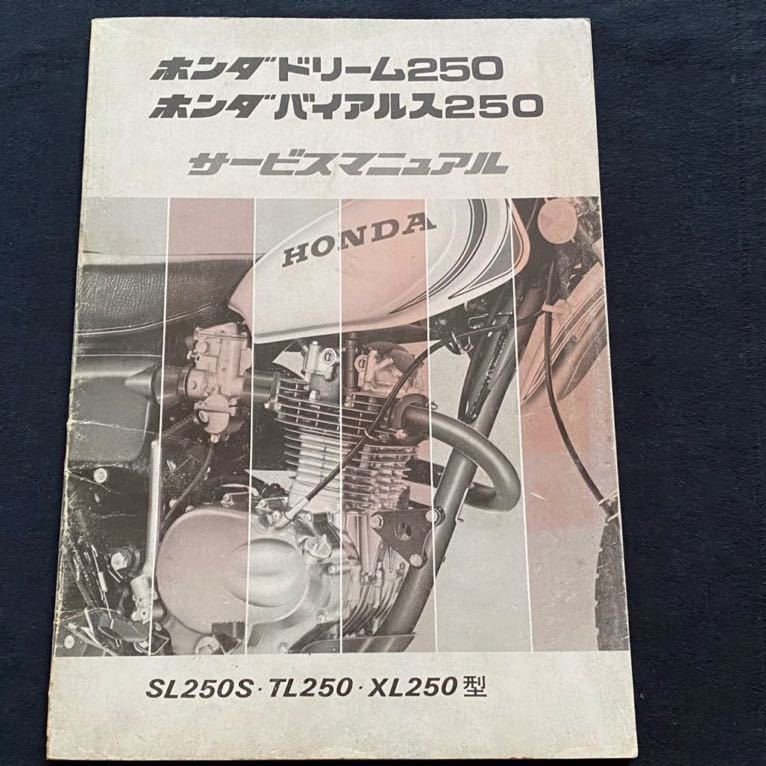 ホンダドリーム250
ホンダバイアルス250
サービスマニュアル
HONDA
SL250S・TL250・XL250型